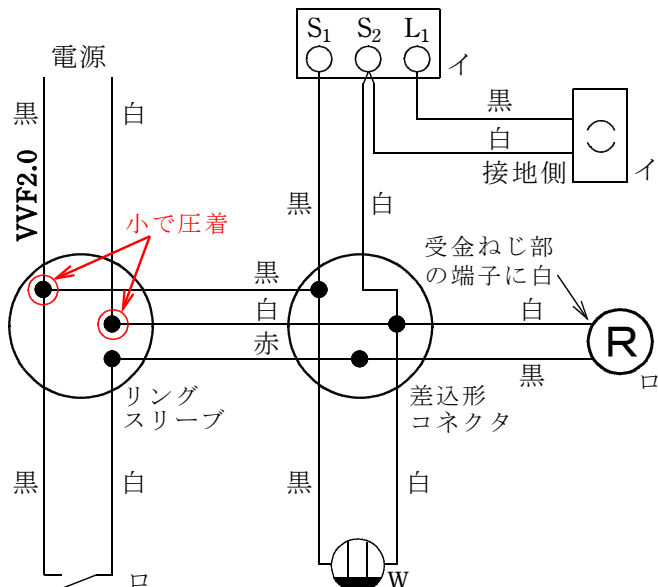 S₁ S₂ L₁
イ
電源
黒
白
VVF2.0
黒
白
接地側
イ
小で圧着
黒
白
受金ねじ部
の端子に白
黒
白
赤
白
R
ロ
黒
リング
スリーブ
差込形
コネクタ
黒
白
黒
白
ロ
W